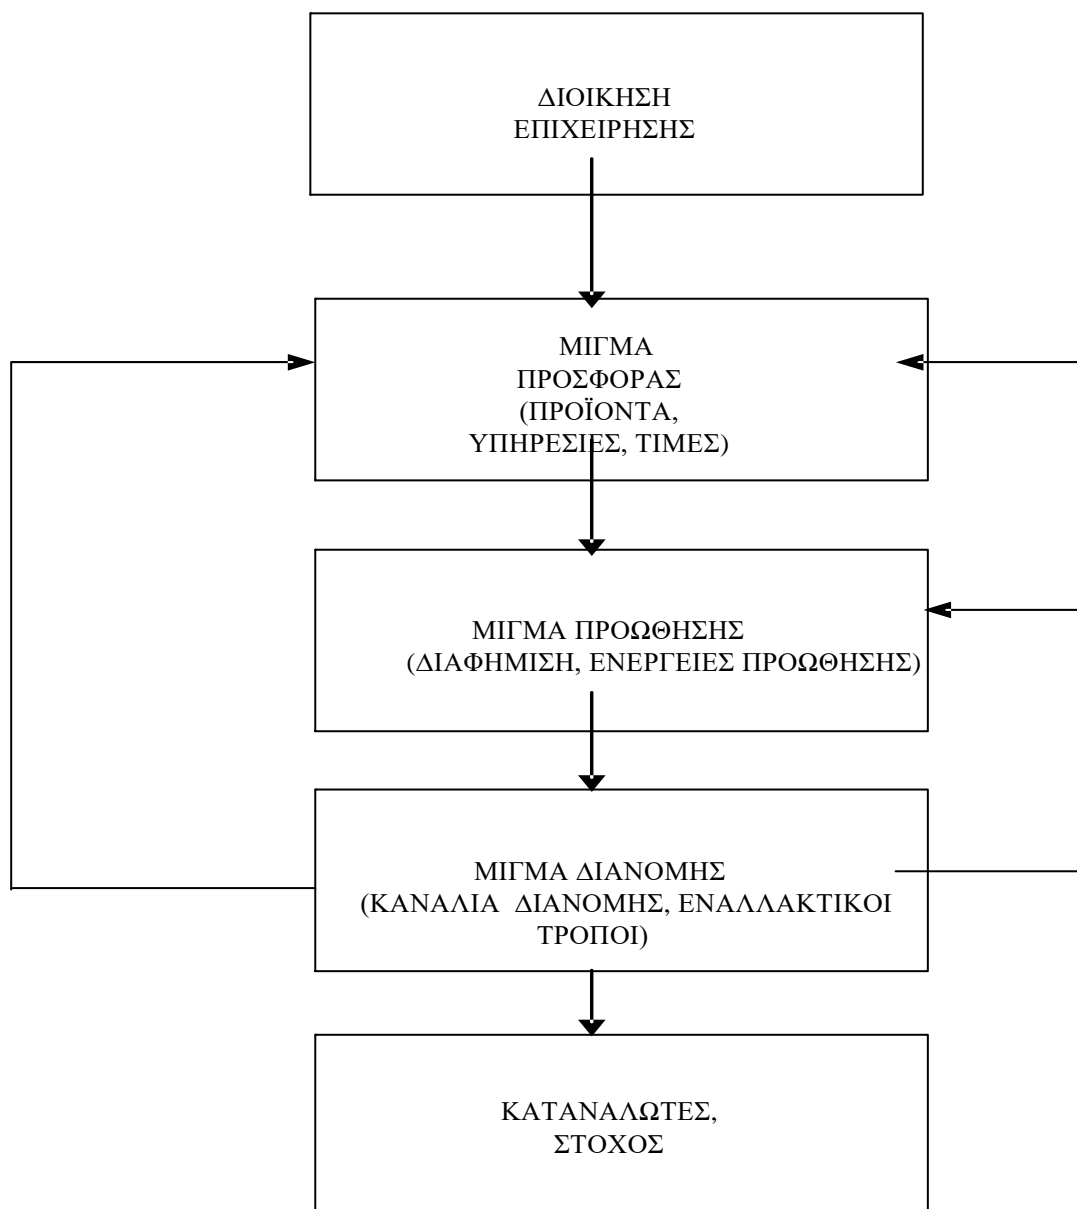 ΔΙΟΙΚΗΣΗ
ΕΠΙΧΕΙΡΗΣΗΣ
ΜΙΓΜΑ
ΠΡΟΣΦΟΡΑΣ
(ΠΡΟΪΟΝΤΑ,
ΥΠΗΡΕΣΙΕΣ, ΤΙΜΕΣ)
ΜΙΓΜΑ ΠΡΟΩΘΗΣΗΣ
(ΔΙΑΦΗΜΙΣΗ, ΕΝΕΡΓΕΙΕΣ ΠΡΟΩΘΗΣΗΣ)
ΜΙΓΜΑ ΔΙΑΝΟΜΗΣ
(ΚΑΝΑΛΙΑ ΔΙΑΝΟΜΗΣ, ΕΝΑΛΛΑΚΤΙΚΟΙ
ΤΡΟΠΟΙ)
ΚΑΤΑΝΑΛΩΤΕΣ,
ΣΤΟΧΟΣ